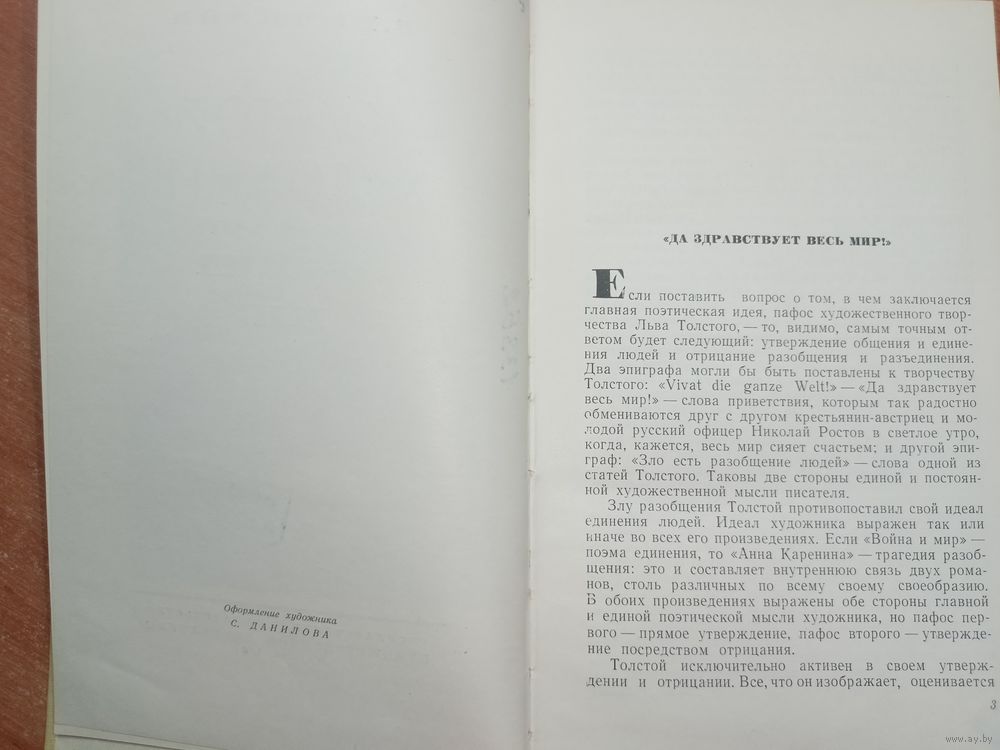 Оформление художника
С. ДАНИЛОВА
«ДА ЗДРАВСТВУЕТ ВЕСЬ МИР!»
Если поставить вопрос о том, в чем заключается
главная поэтическая идея, пафос художественного твор-
чества Льва Толстого, — то, видимо, самым точным от-
ветом будет следующий: утверждение общения и едине-
ния людей и отрицание разобщения и разъединения.
Два эпиграфа могли бы быть поставлены к творчеству
Толстого: «Vivat die ganze Welt!» — «Да здравствует
весь мир!» — слова приветствия, которым так радостно
обмениваются друг с другом крестьянин-австриец и мо-
лодой русский офицер Николай Ростов в светлое утро,
когда, кажется, весь мир сияет счастьем; и другой эпи-
граф: «Зло есть разобщение людей» — слова одной из
статей Толстого. Таковы две стороны единой и постоян-
ной художественной мысли писателя.
Злу разобщения Толстой противопоставил свой идеал
единения людей. Идеал художника выражен так или
иначе во всех его произведениях. Если «Война и мир» —
поэма единения, то «Анна Каренина» — трагедия разоб-
щения: это и составляет внутреннюю связь двух рома-
нов, столь различных по всему своему своеобразию.
В обоих произведениях выражены обе стороны главной
и единой поэтической мысли художника, но пафос пер-
вого — прямое утверждение, пафос второго — утвержде-
ние посредством отрицания.
Толстой исключительно активен в своем утверж-
дении и отрицании. Все, что он изображает, оценивается
3
www.ay.by